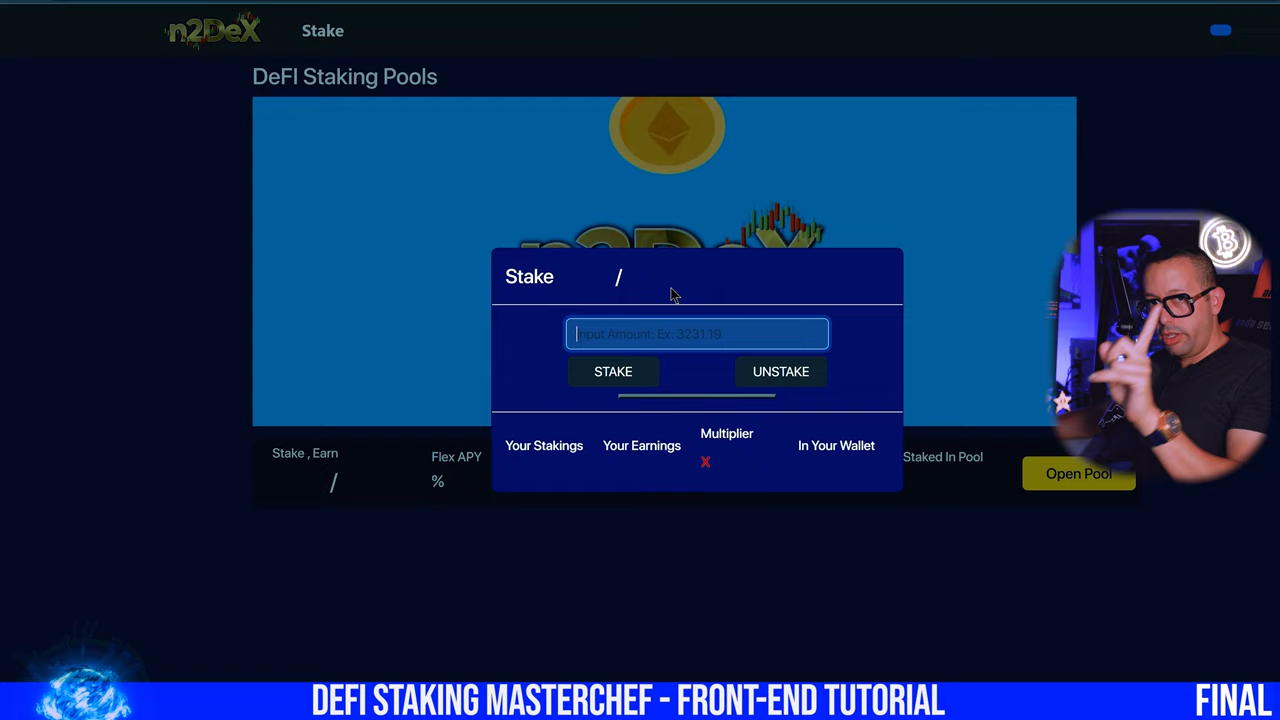 n2DeX
Stake
DeFI Staking Pools
n2DeX
Stake /
Input Amount: Ex: 3231.19
STAKE
UNSTAKE
Your Stakings
Your Earnings
Multiplier
X
In Your Wallet
Stake , Earn
/
Flex APY
%
Staked In Pool
Open Pool
DEFI STAKING MASTERCHEF - FRONT-END TUTORIAL
FINAL